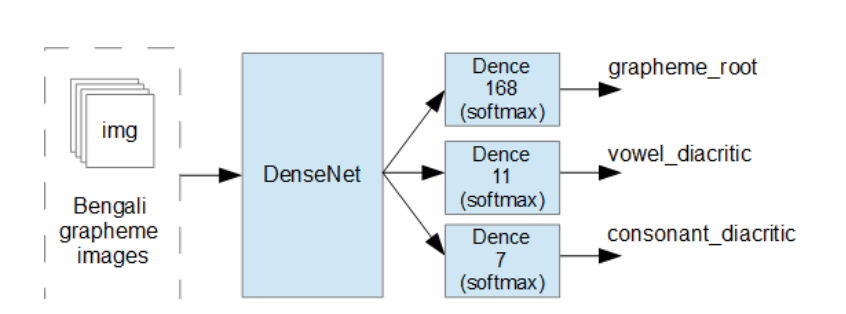 img
Bengali
grapheme
images
DenseNet
Dence
168
(softmax)
grapheme_root
Dence
11
(softmax)
vowel_diacritic
Dence
7
(softmax)
consonant_diacritic